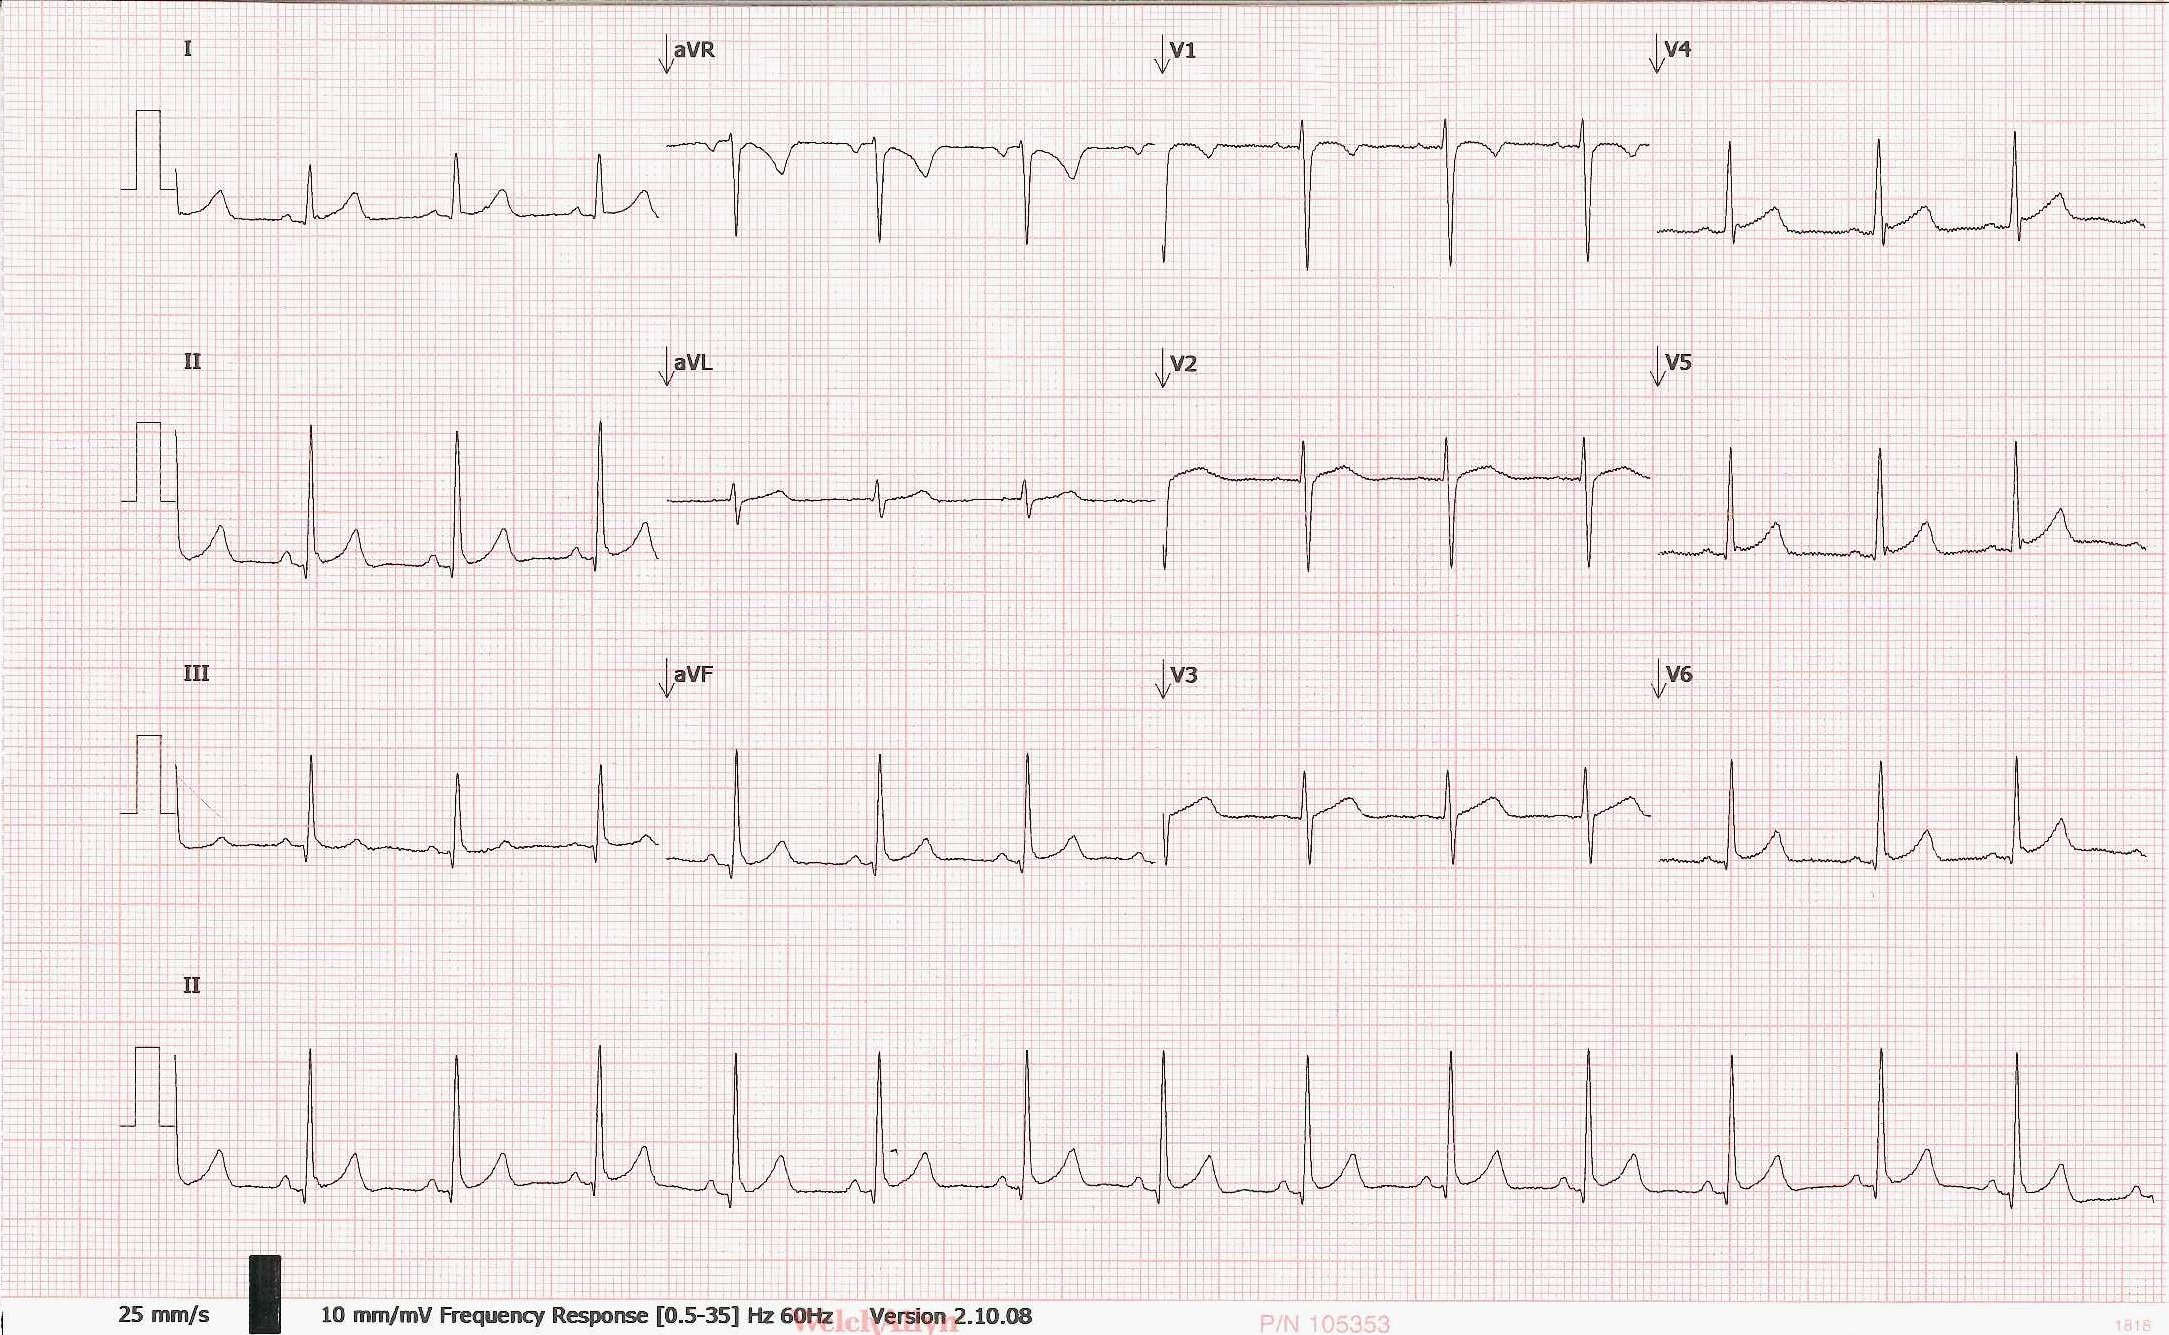 I aVR V1 V4
II aVL V2 V5
III aVF V3 V6
II
25 mm/s 10 mm/mV Frequency Response [0.5-35] Hz 60Hz Version 2.10.08
WelchAllyn P/N 105353 1818